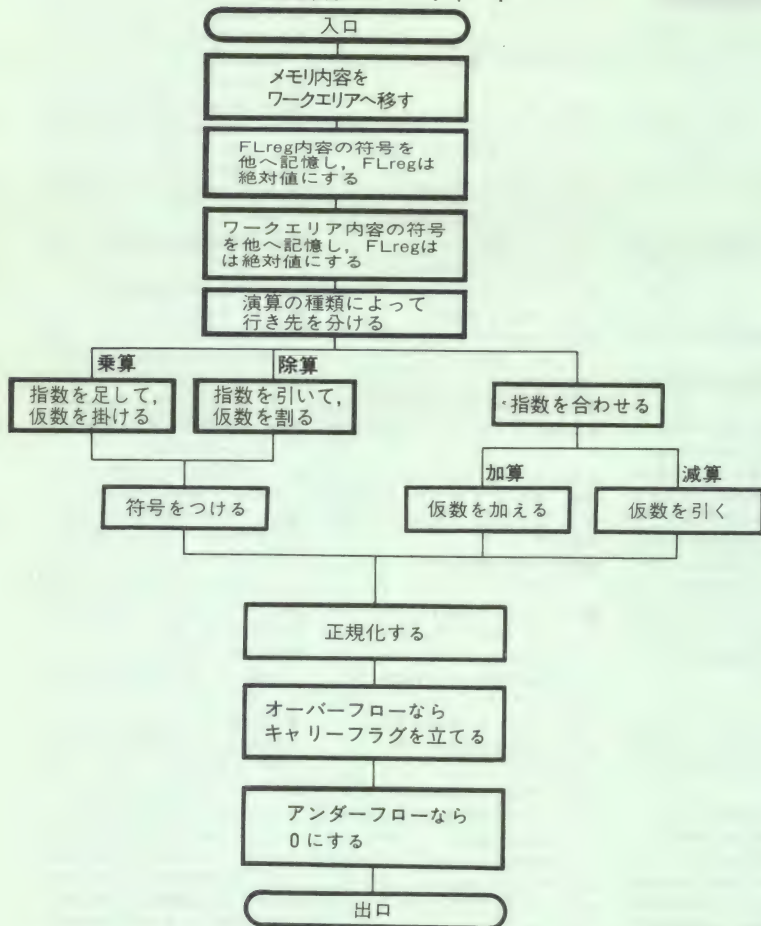 入口
メモリ内容を
ワークエリアへ移す
FLreg内容の符号を
他へ記憶し,FLregは
絶対値にする
ワークエリア内容の符号
を他へ記憶し,FLregは
は絶対値にする
演算の種類によって
行き先を分ける
乗算
除算
指数を足して,
仮数を掛ける
指数を引いて,
仮数を割る
指数を合わせる
加算
減算
符号をつける
仮数を加える
仮数を引く
正規化する
オーバーフローなら
キャリーフラグを立てる
アンダーフローなら
0にする
出口